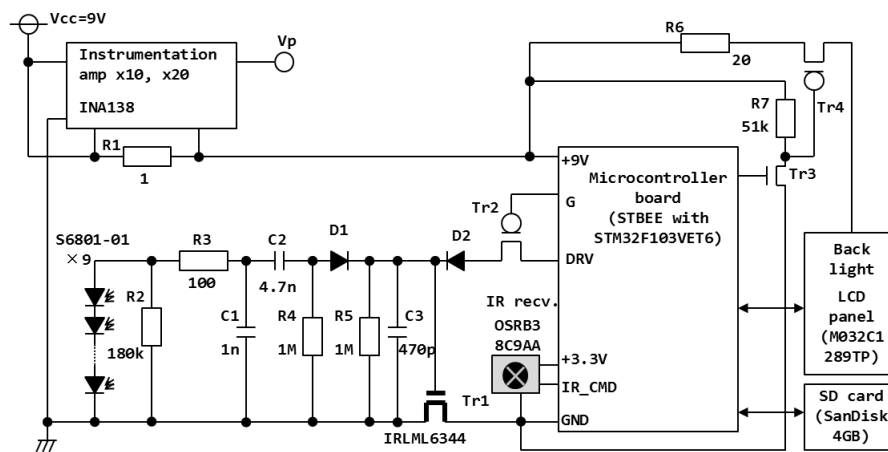 Vcc=9V
Instrumentation
amp x10, x20
INA138
Vp
R1
1
R6
20
R7
51k
Tr4
Tr3
+9V
Microcontroller
board
(STBEE with
STM32F103VET6)
G
DRV
Tr2
S6801-01
×9
R3
100
C2
4.7n
D1
D2
R2
180k
C1
1n
R4
1M
R5
1M
C3
470p
IR recv.
OSRB3
8C9AA
+3.3V
IR_CMD
GND
Tr1
IRLML6344
Back
light
LCD
panel
(M032C1
289TP)
SD card
(SanDisk
4GB)